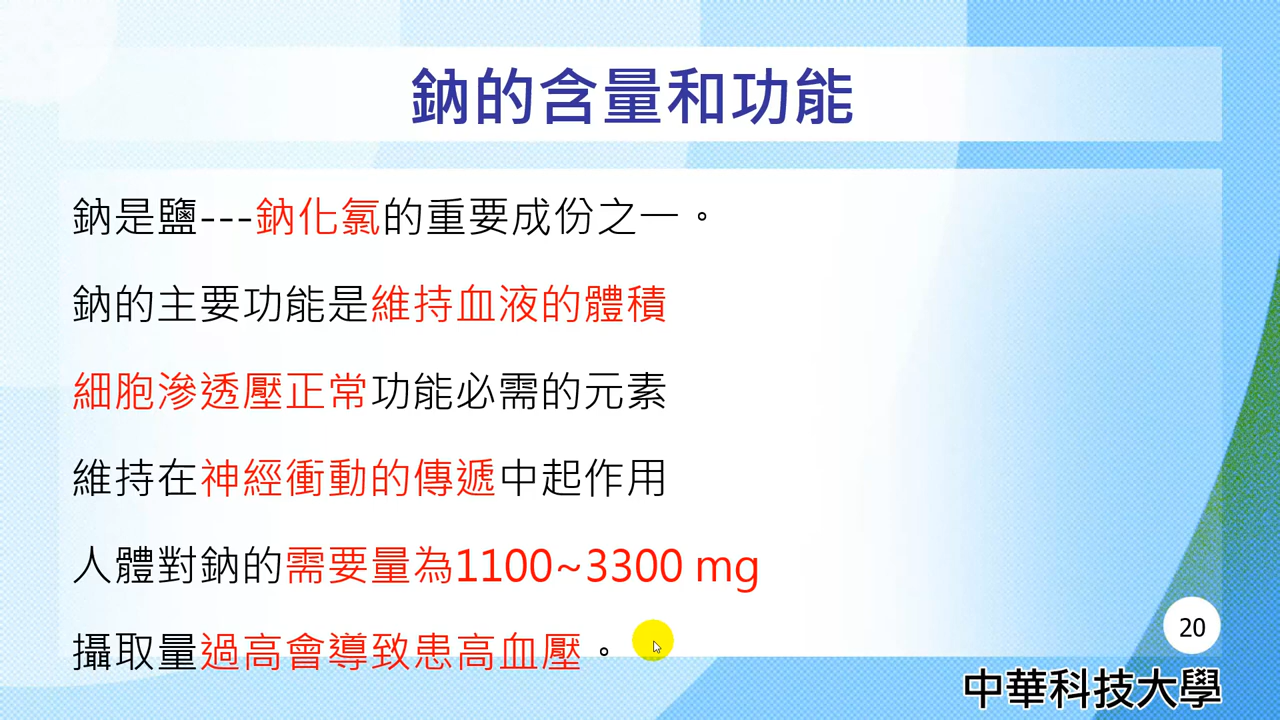 鈉的含量和功能
鈉是鹽---鈉化氯的重要成份之一。
鈉的主要功能是維持血液的體積
細胞滲透壓正常功能必需的元素
維持在神經衝動的傳遞中起作用
人體對鈉的需要量為1100~3300 mg
攝取量過高會導致患高血壓。
20
中華科技大學